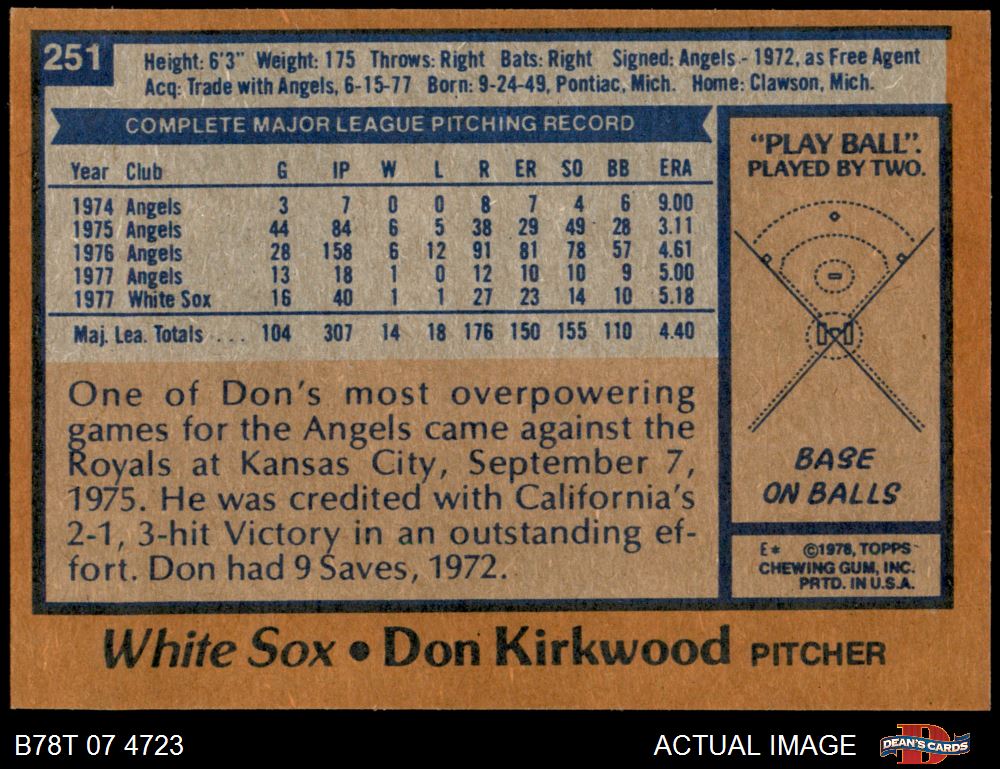 251
Height: 6'3" Weight: 175 Throws: Right Bats: Right Signed: Angels - 1972, as Free Agent
Acq: Trade with Angels, 6-15-77 Born: 9-24-49, Pontiac, Mich. Home: Clawson, Mich.
COMPLETE MAJOR LEAGUE PITCHING RECORD
Year Club G IP W L R ER SO BB ERA
1974 Angels 3 7 0 0 8 7 4 6 9.00
1975 Angels 44 84 6 5 38 29 49 28 3.11
1976 Angels 28 158 6 12 91 81 78 57 4.61
1977 Angels 13 18 1 0 12 10 10 9 5.00
1977 White Sox 16 40 1 1 27 23 14 10 5.18
Maj. Lea. Totals ... 104 307 14 18 176 150 155 110 4.40
One of Don's most overpowering
games for the Angels came against the
Royals at Kansas City, September 7,
1975. He was credited with California's
2-1, 3-hit Victory in an outstanding ef-
fort. Don had 9 Saves, 1972.
"PLAY BALL".
PLAYED BY TWO.
BASE
ON BALLS
E* ©1978, TOPPS
CHEWING GUM, INC.
PRTD. IN U.S.A.
White Sox • Don Kirkwood PITCHER
B78T 07 4723
ACTUAL IMAGE
DEAN'S CARDS